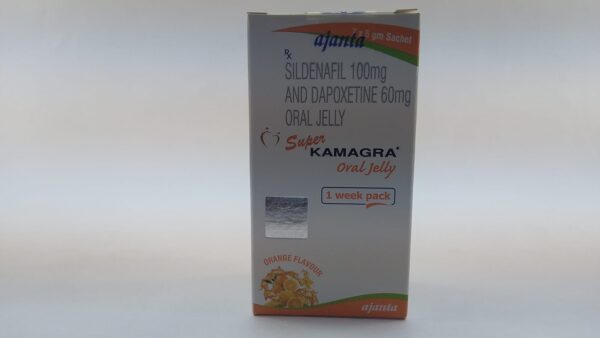 7 x 5 gm Sachet
ajanta
Rx
SILDENAFIL 100mg
AND DAPOXETINE 60mg
ORAL JELLY
Super
KAMAGRA®
Oral Jelly
1 week pack
ORANGE FLAVOUR
ajanta